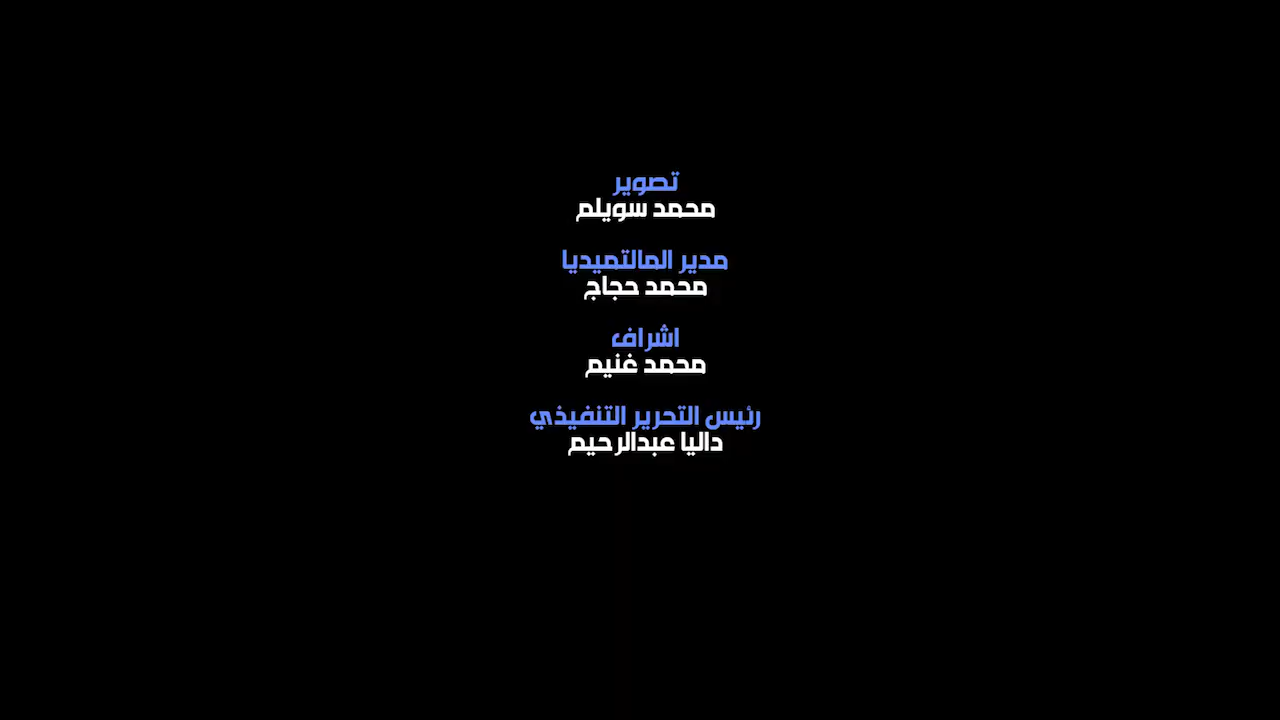 تصوير
محمد سويلم
مدير المالتميديا
محمد حجاج
اشراف
محمد غنيم
رئيس التحرير التنفيذي
داليا عبدالرحيم